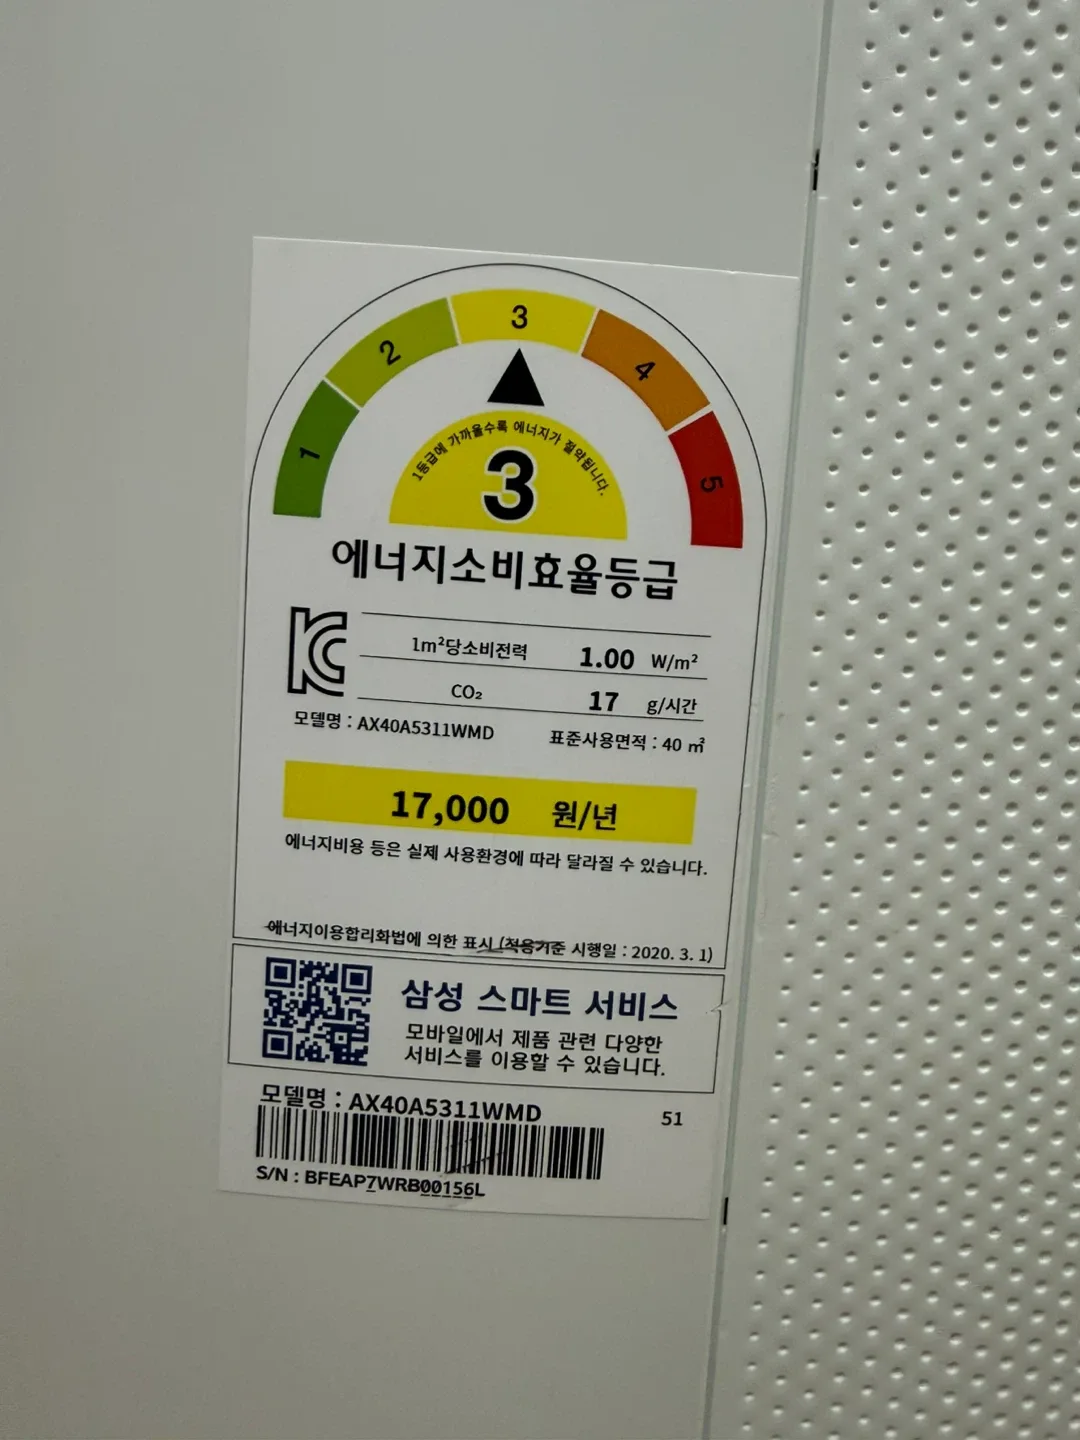 1
2
3
4
5
1등급에 가까울수록 에너지가 절약됩니다.
3
에너지소비효율등급
1m²당소비전력 1.00 W/m²
CO₂ 17 g/시간
모델명 : AX40A5311WMD 표준사용면적 : 40 ㎡
17,000 원/년
에너지비용 등은 실제 사용환경에 따라 달라질 수 있습니다.
에너지이용합리화법에 의한 표시 (적용기준 시행일 : 2020. 3. 1)
삼성 스마트 서비스
모바일에서 제품 관련 다양한
서비스를 이용할 수 있습니다.
모델명 : AX40A5311WMD 51
S/N : BFEAP7WRB00156L